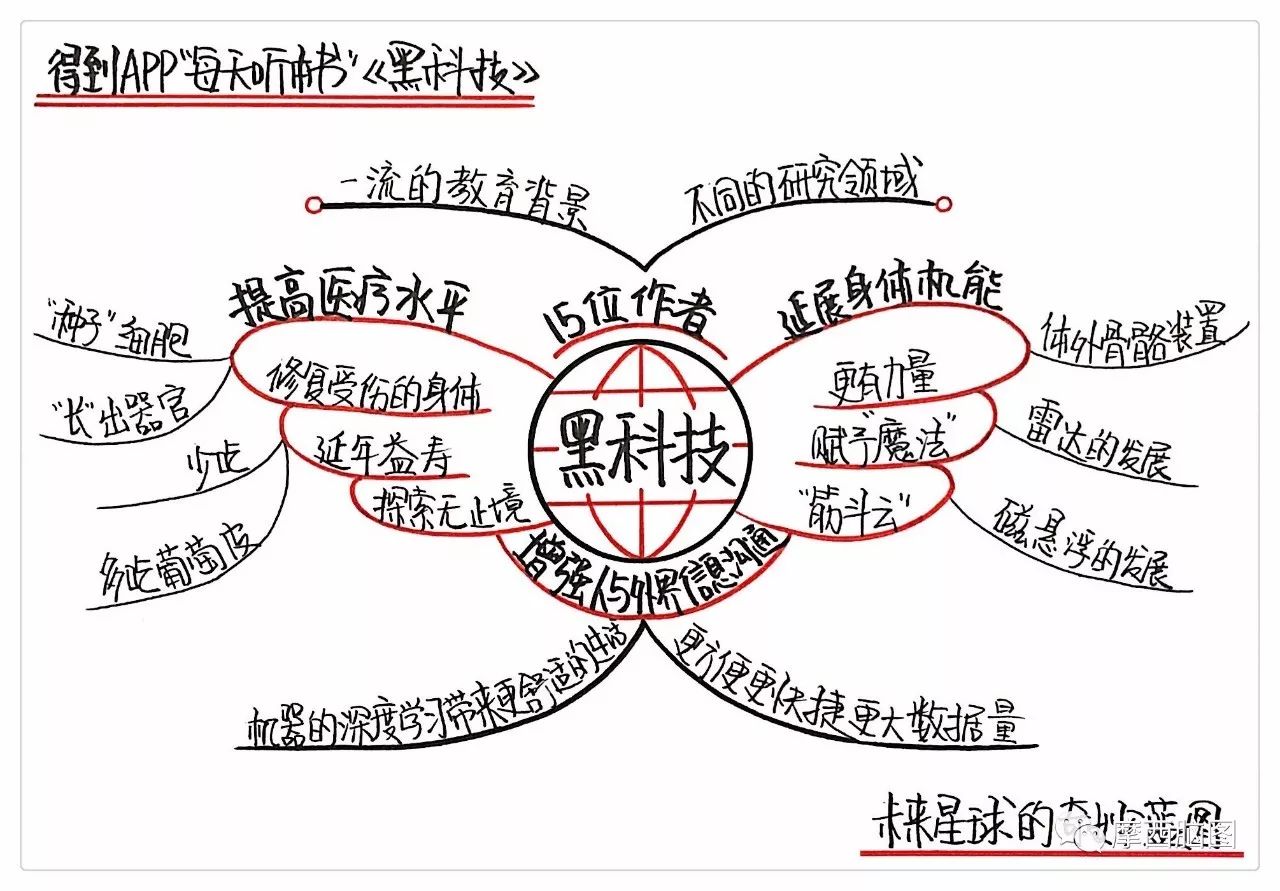 得到APP“每天听本书”《黑科技》
一流的教育背景
不同的研究领域
15位作者
黑科技
提高医疗水平
“种子”细胞
“长”出器官
修复受伤的身体
少吃
多吃葡萄皮
延年益寿
探索无止境
延展身体机能
体外骨骼装置
更有力量
雷达的发展
赋予“魔法”
磁悬浮的发展
“筋斗云”
增强人与外界信息沟通
机器的深度学习带来更舒适的生活
更方便更快捷更大数据量
未来星球的奇妙蓝图
摩西脑图